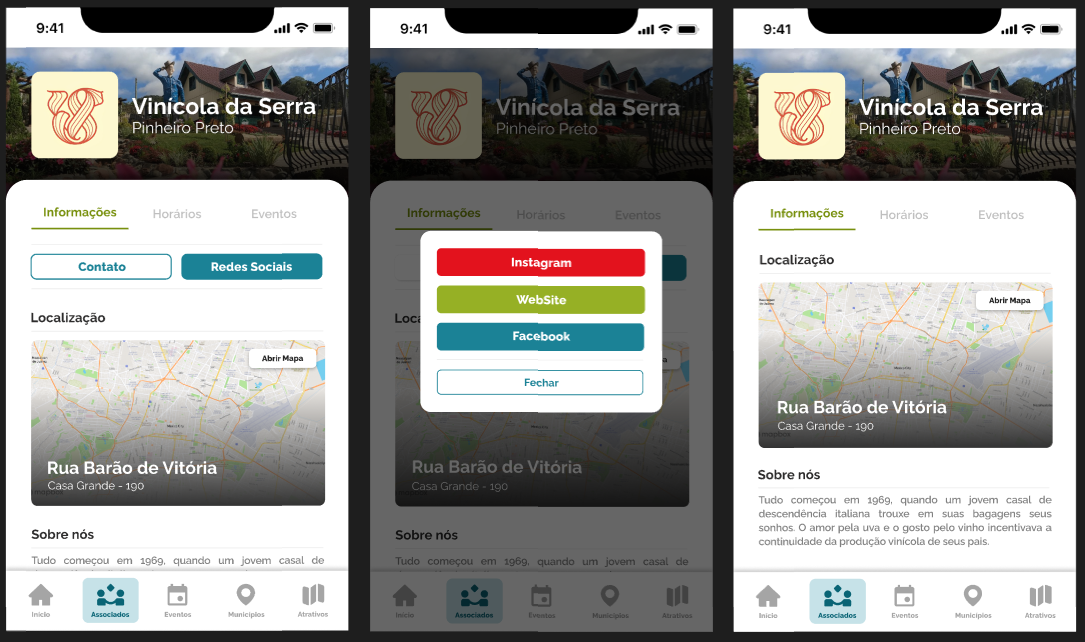 9:41
Vinícola da Serra
Pinheiro Preto
Informações
Horários
Eventos
Contato
Redes Sociais
Localização
Abrir Mapa
Rua Barão de Vitória
Casa Grande - 190
Sobre nós
Tudo começou em 1969, quando um jovem casal de
Início
Associados
Eventos
Municípios
Atrativos
9:41
Vinícola da Serra
Pinheiro Preto
Informações
Horários
Eventos
Instagram
WebSite
Facebook
Fechar
Rua Barão de Vitória
Casa Grande - 190
Sobre nós
Tudo começou em 1969, quando um jovem casal de
Início
Associados
Eventos
Municípios
Atrativos
9:41
Vinícola da Serra
Pinheiro Preto
Informações
Horários
Eventos
Localização
Abrir Mapa
Rua Barão de Vitória
Casa Grande - 190
Sobre nós
Tudo começou em 1969, quando um jovem casal de
descendência italiana trouxe em suas bagagens seus
sonhos. O amor pela uva e o gosto pelo vinho incentivava a
continuidade da produção vinícola de seus pais.
Início
Associados
Eventos
Municípios
Atrativos